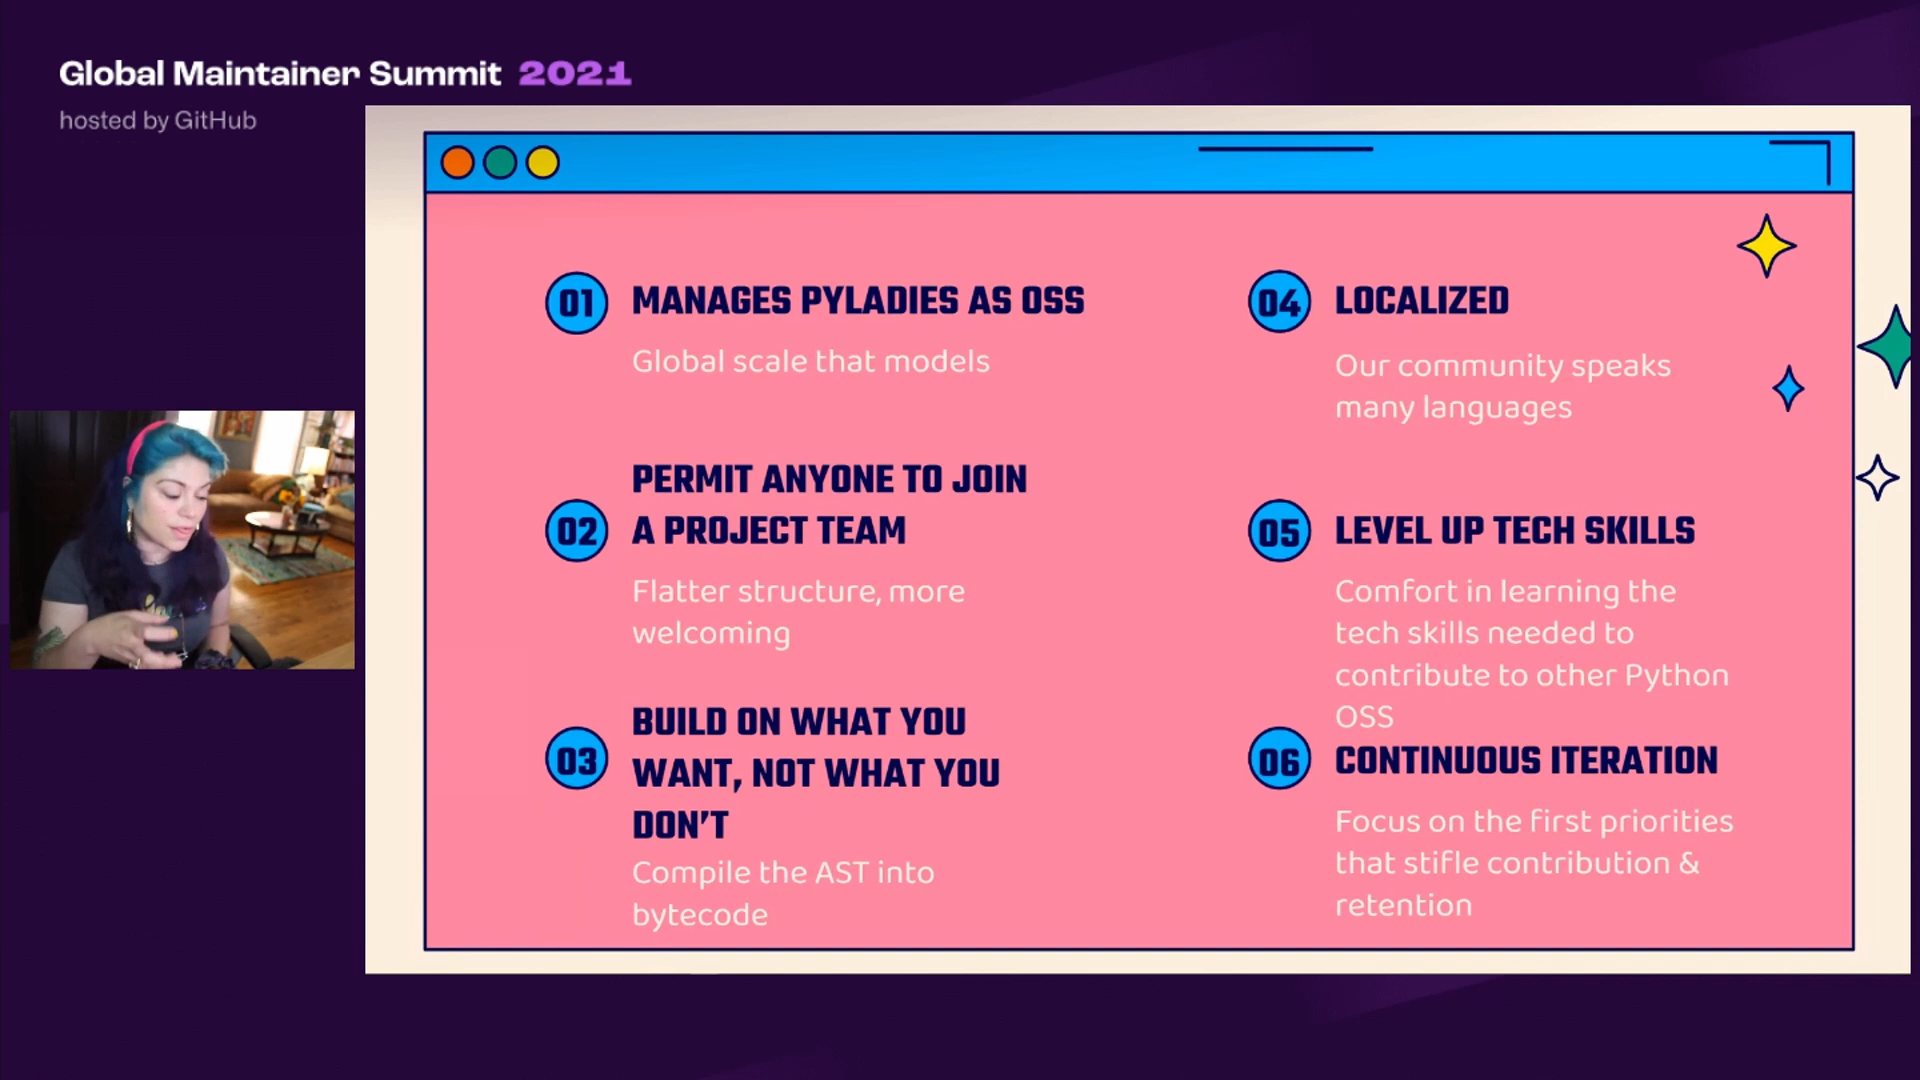 Global Maintainer Summit 2021
hosted by GitHub
01 MANAGES PYLADIES AS OSS
Global scale that models
02 PERMIT ANYONE TO JOIN
A PROJECT TEAM
Flatter structure, more
welcoming
03 BUILD ON WHAT YOU
WANT, NOT WHAT YOU
DON'T
Compile the AST into
bytecode
04 LOCALIZED
Our community speaks
many languages
05 LEVEL UP TECH SKILLS
Comfort in learning the
tech skills needed to
contribute to other Python
OSS
06 CONTINUOUS ITERATION
Focus on the first priorities
that stifle contribution &
retention